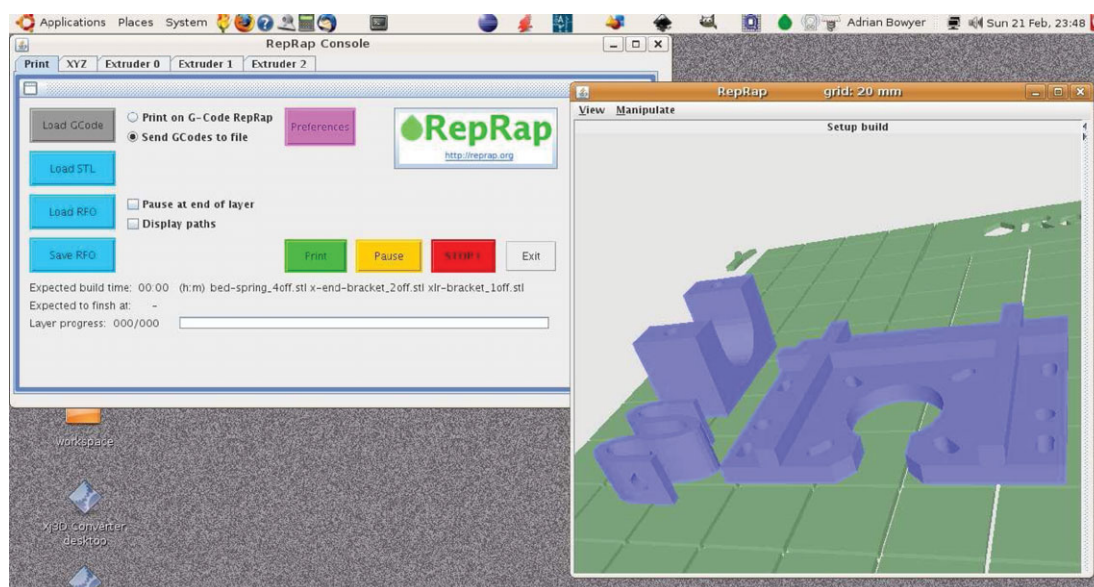 Applications Places System Adrian Bowyer Sun 21 Feb, 23:48
RepRap Console
Print XYZ Extruder 0 Extruder 1 Extruder 2
Load GCode
Print on G-Code RepRap
Send GCodes to file
Preferences
RepRap
http://reprap.org
Load STL
Load RFO
Pause at end of layer
Display paths
Save RFO
Print Pause STOP! Exit
Expected build time: 00:00 (h:m) bed-spring_4off.stl x-end-bracket_2off.stl xlr-bracket_1off.stl
Expected to finsh at: -
Layer progress: 000/000
RepRap grid: 20 mm
View Manipulate
Setup build
workspace
Xj3D Converter
desktop